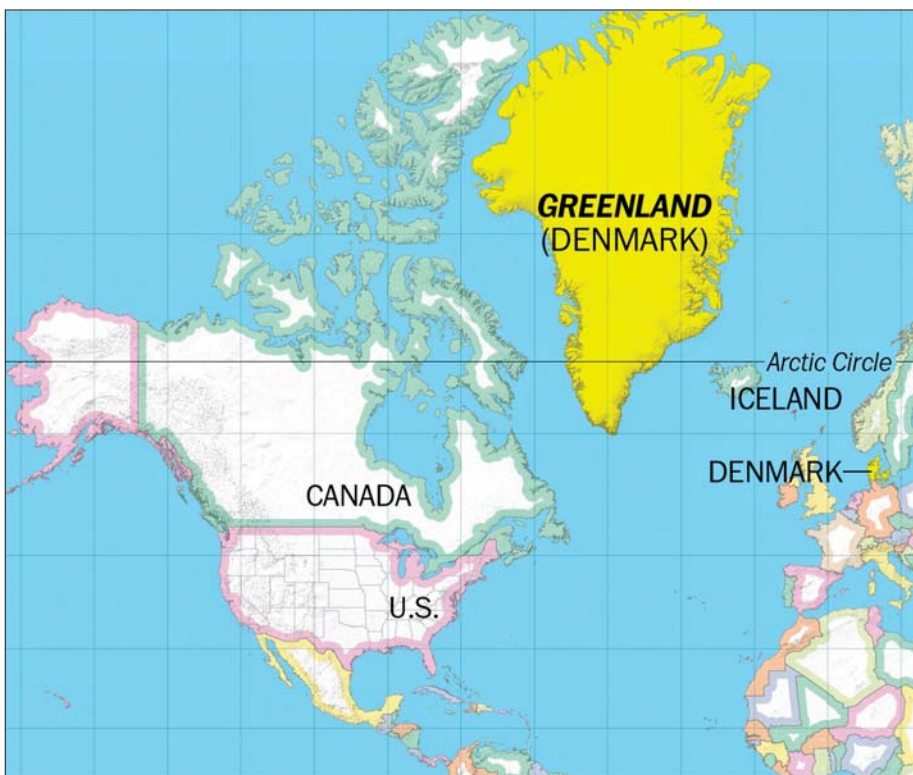 GREENLAND
(DENMARK)
Arctic Circle
ICELAND
DENMARK
CANADA
U.S.